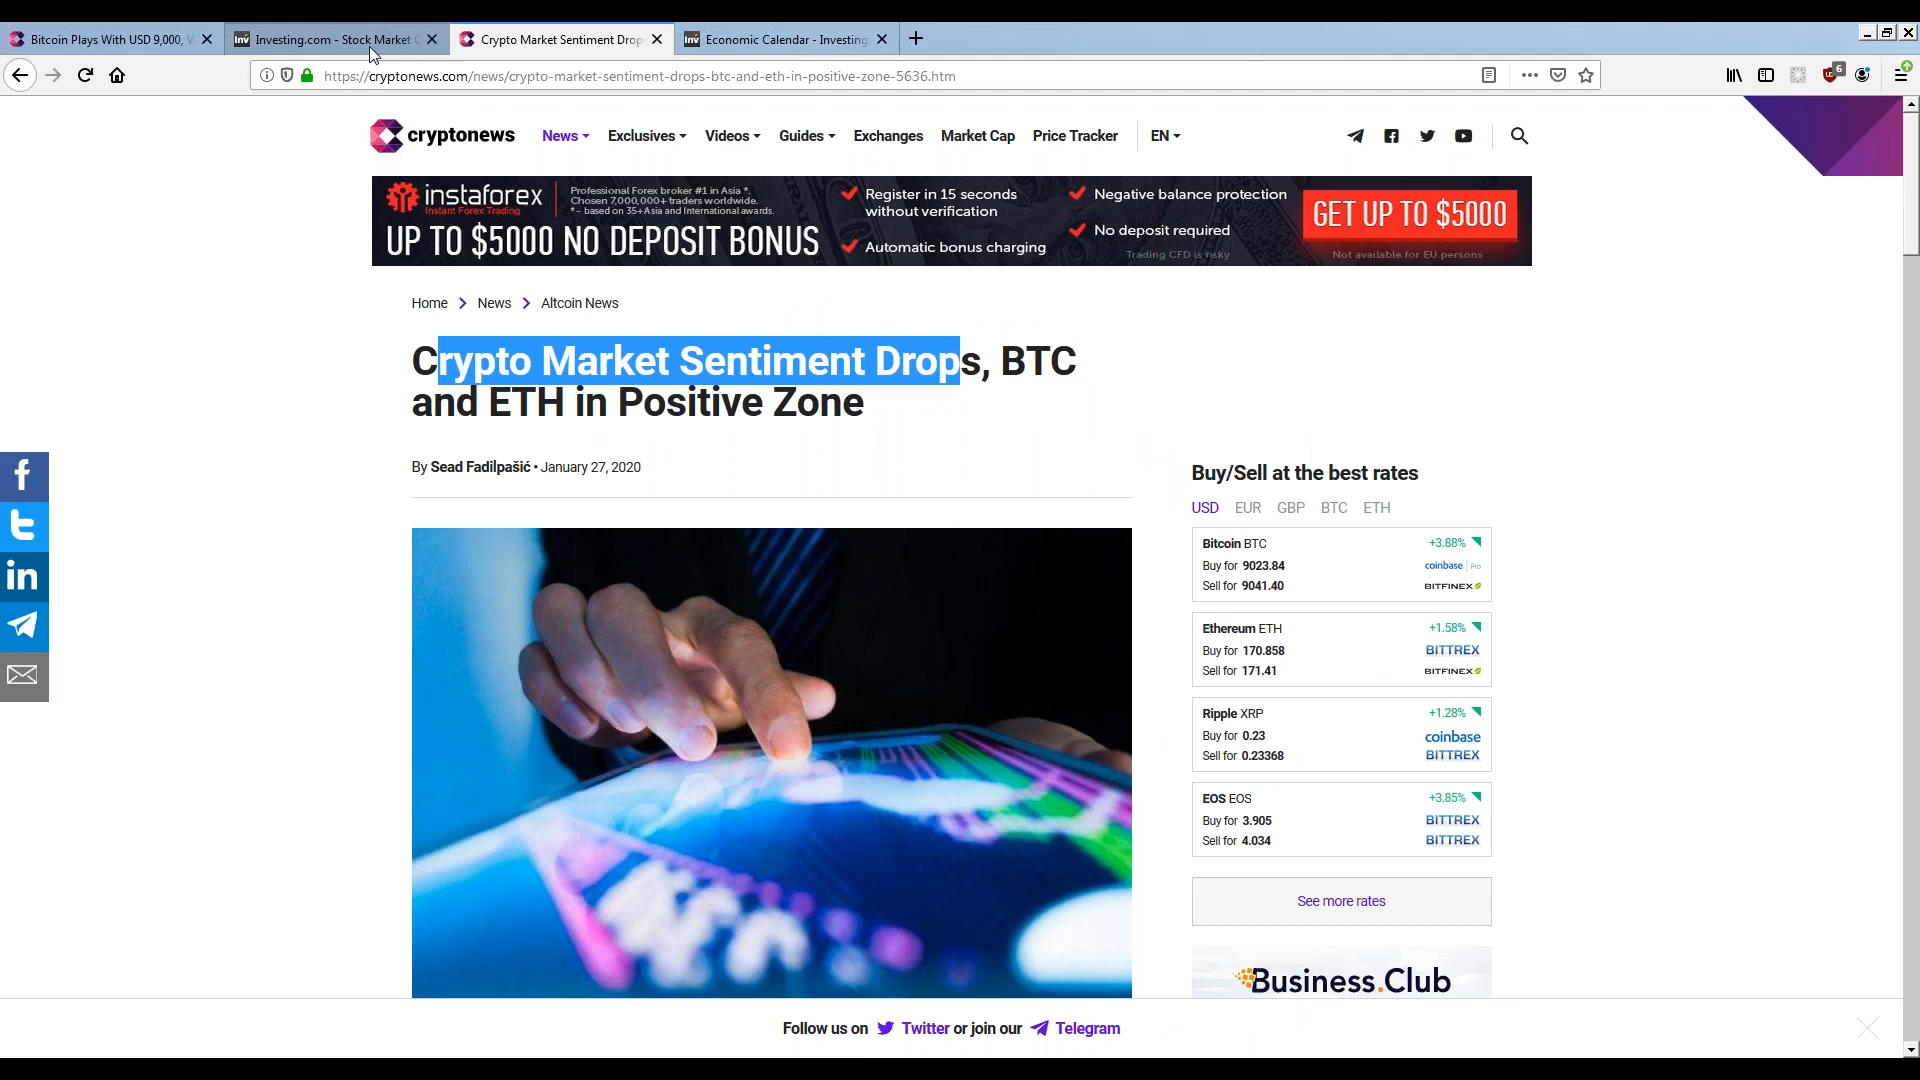 Bitcoin Plays With USD 9,000,
Investing.com - Stock Market
Crypto Market Sentiment Drop
Economic Calendar - Investing
https://cryptonews.com/news/crypto-market-sentiment-drops-btc-and-eth-in-positive-zone-5636.htm
6
cryptonews
News
Exclusives
Videos
Guides
Exchanges
Market Cap
Price Tracker
EN
instaforex
Instant Forex Trading
Professional Forex broker #1 in Asia *.
Chosen 7,000,000+ traders worldwide.
* - based on 35+Asia and International awards.
UP TO $5000 NO DEPOSIT BONUS
Register in 15 seconds
without verification
Automatic bonus charging
Negative balance protection
No deposit required
Trading CFD is risky
GET UP TO $5000
Not available for EU persons
Home > News > Altcoin News
Crypto Market Sentiment Drops, BTC
and ETH in Positive Zone
By Sead Fadilpašić • January 27, 2020
Buy/Sell at the best rates
USD EUR GBP BTC ETH
Bitcoin BTC +3.88%
Buy for 9023.84 coinbase Pro
Sell for 9041.40 BITFINEX
Ethereum ETH +1.58%
Buy for 170.858 BITTREX
Sell for 171.41 BITFINEX
Ripple XRP +1.28%
Buy for 0.23 coinbase
Sell for 0.23368 BITTREX
EOS EOS +3.85%
Buy for 3.905 BITTREX
Sell for 4.034 BITTREX
See more rates
Business.Club
Follow us on Twitter or join our Telegram